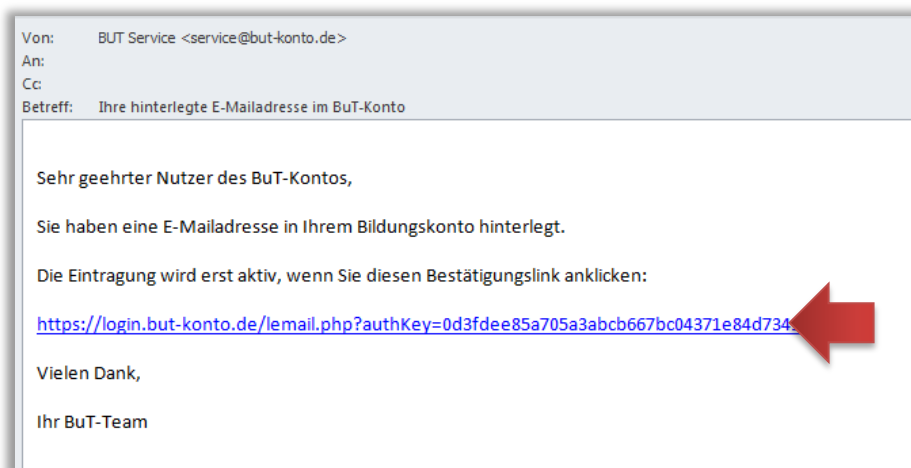 Von: BUT Service <service@but-konto.de>
An:
Cc:
Betreff: Ihre hinterlegte E-Mailadresse im BuT-Konto
Sehr geehrter Nutzer des BuT-Kontos,
Sie haben eine E-Mailadresse in Ihrem Bildungskonto hinterlegt.
Die Eintragung wird erst aktiv, wenn Sie diesen Bestätigungslink anklicken:
https://login.but-konto.de/lemail.php?authKey=0d3fdee85a705a3abcb667bc04371e84d734
Vielen Dank,
Ihr BuT-Team